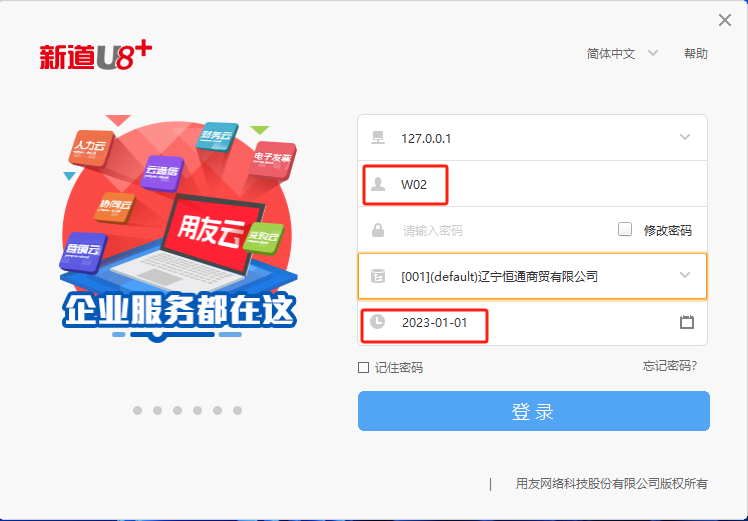 新道U8+
简体中文
帮助
人力云
财务云
电子发票
云通信
协同云
用友云
采购云
营销云
企业服务都在这
127.0.0.1
W02
请输入密码
修改密码
[001](default)辽宁恒通商贸有限公司
2023-01-01
记住密码
忘记密码?
登录
| 用友网络科技股份有限公司版权所有